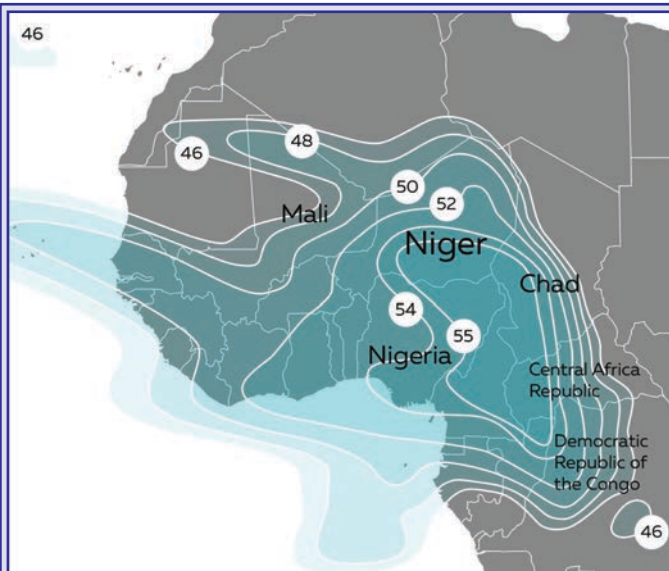 46
48
46
50
52
Mali
Niger
Chad
54
55
Nigeria
Central Africa
Republic
Democratic
Republic of
the Congo
46